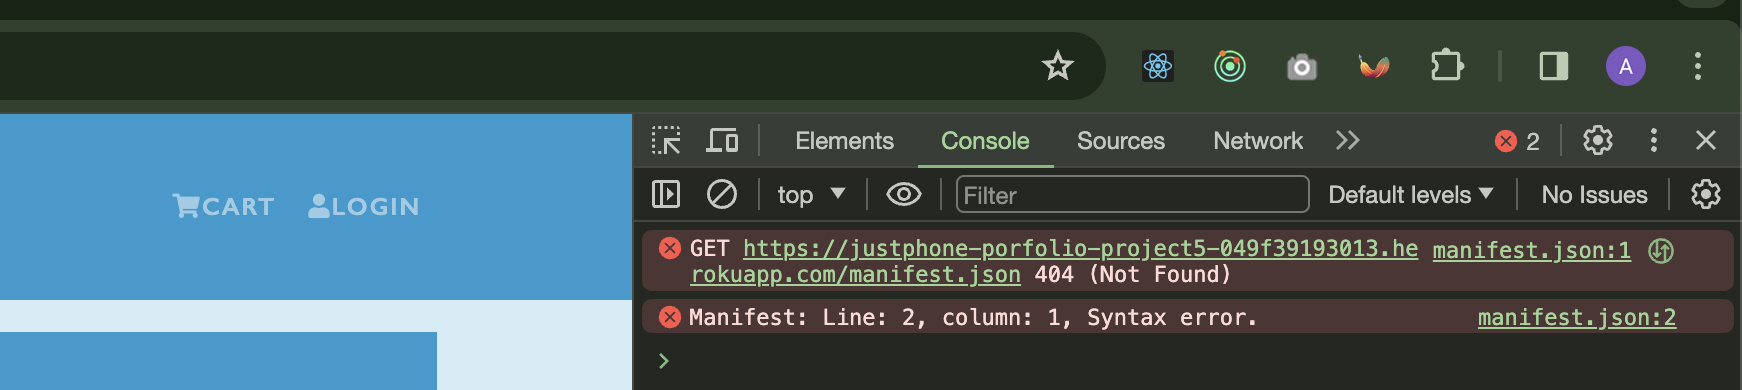 A
Elements Console Sources Network 2
top Filter Default levels No Issues
CART LOGIN
GET https://justphone-porfolio-project5-049f39193013.he manifest.json:1
rokuapp.com/manifest.json 404 (Not Found)
Manifest: Line: 2, column: 1, Syntax error. manifest.json:2